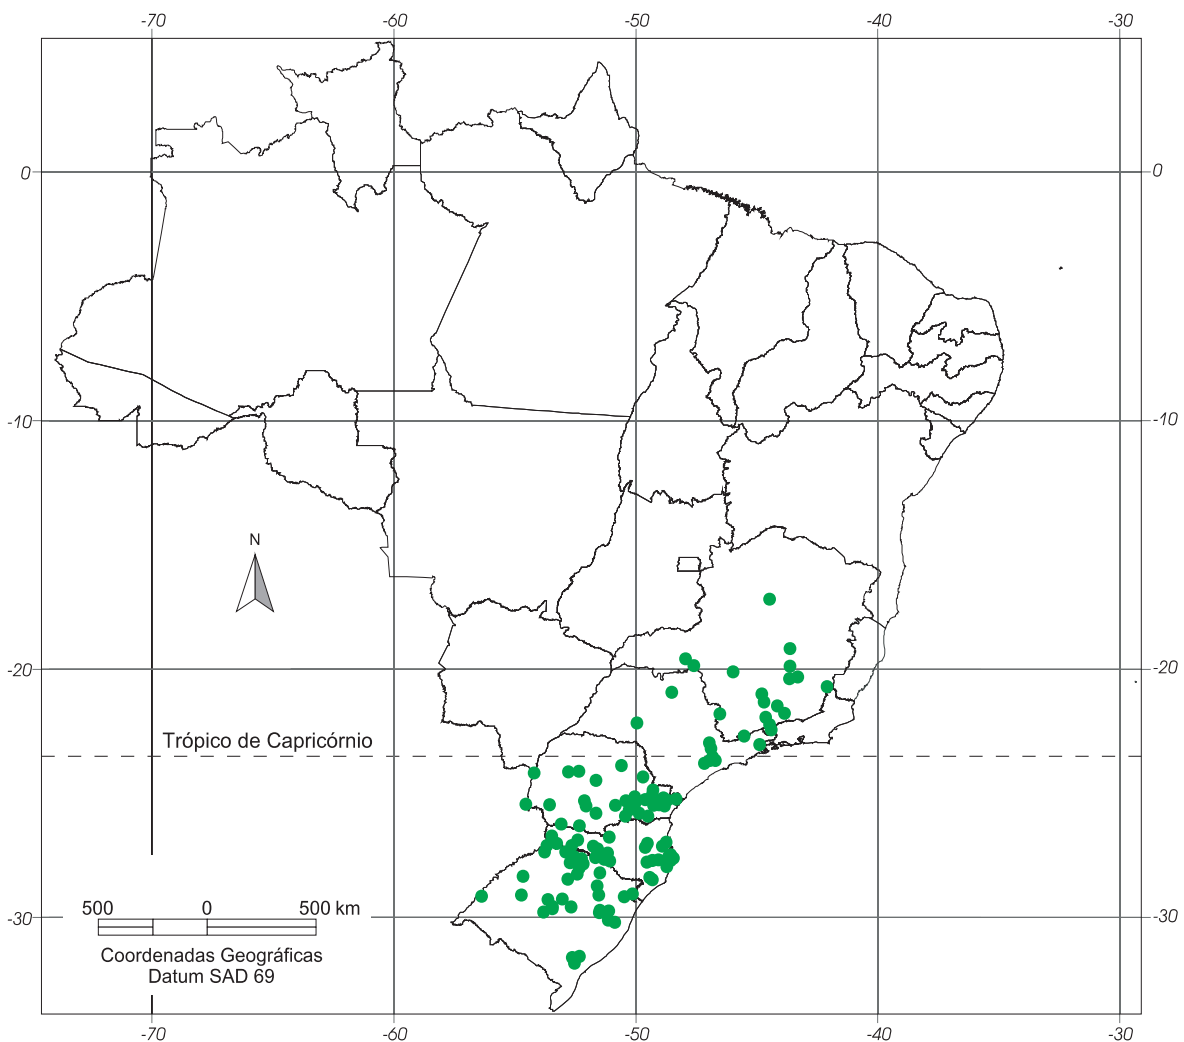 -70 -60 -50 -40 -30
0 0
-10 -10
N
-20 -20
Trópico de Capricórnio
500 0 500 km
-30 -30
Coordenadas Geográficas
Datum SAD 69
-70 -60 -50 -40 -30